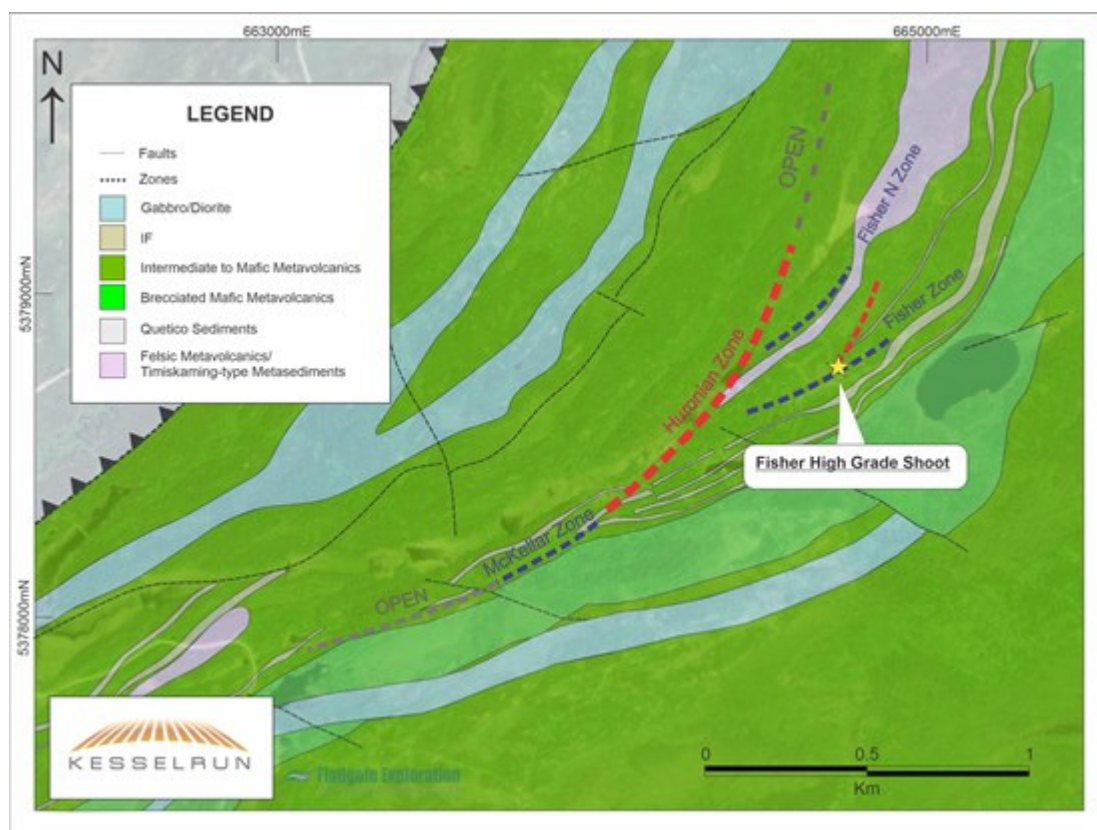 663000mE
665000mE
N
LEGEND
Faults
Zones
Gabbro/Diorite
IF
Intermediate to Mafic Metavolcanics
Brecciated Mafic Metavolcanics
Quetico Sediments
Felsic Metavolcanics/
Timiskaming-type Metasediments
5379000mN
5378000mN
OPEN
Fisher N Zone
Fisher Zone
Huronian Zone
Fisher High Grade Shoot
McKellar Zone
OPEN
KESSELRUN
Fladgate Exploration
0 0.5 1
Km